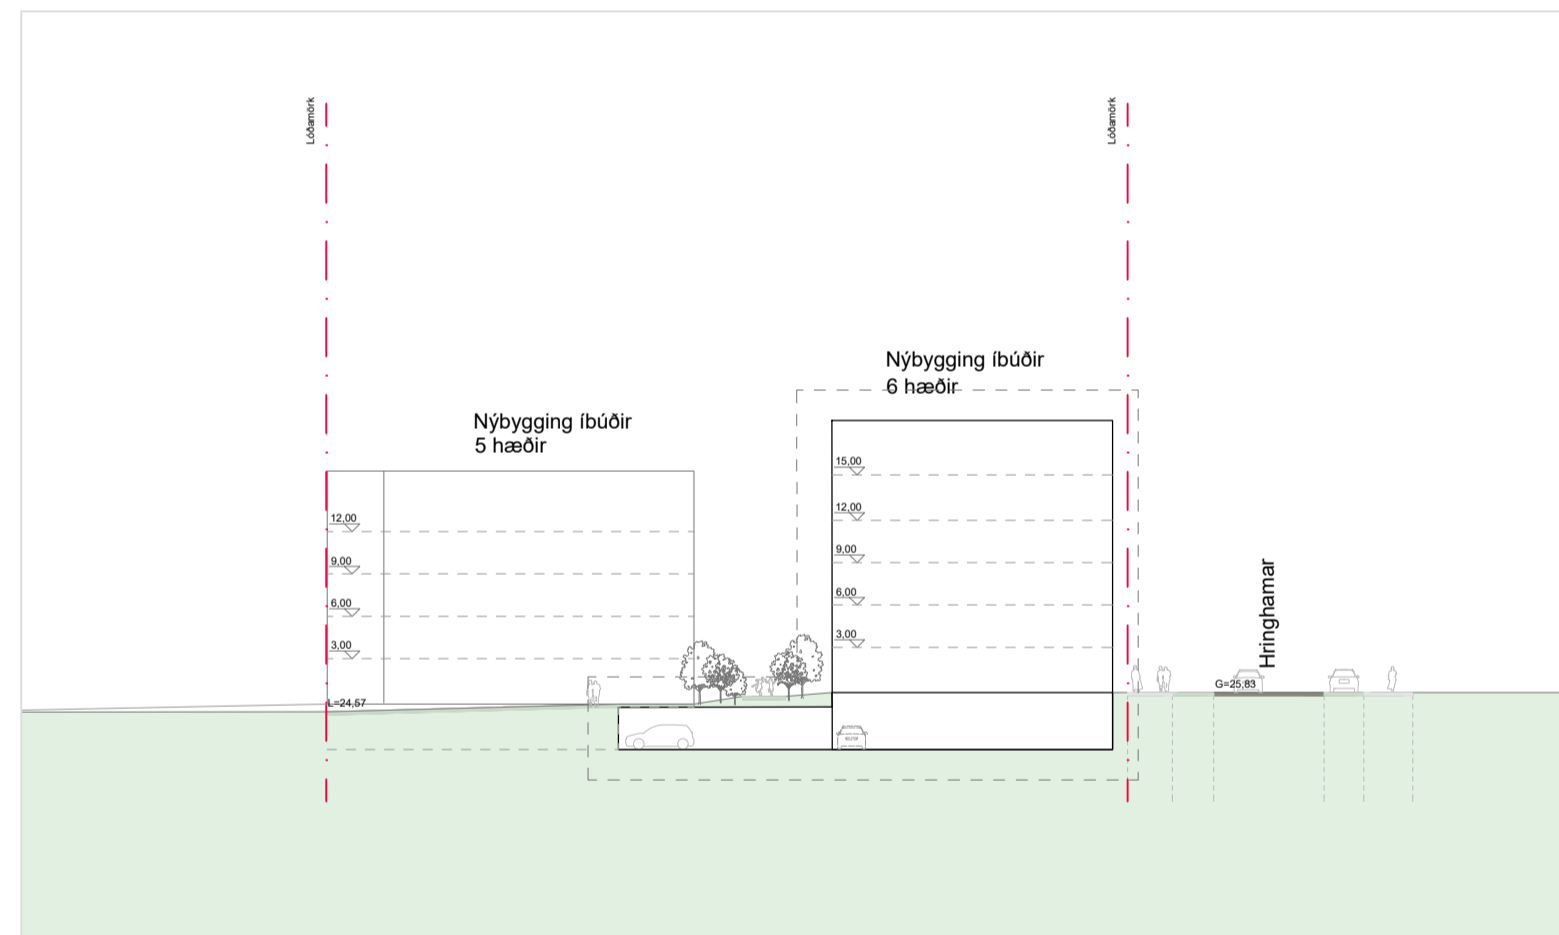 Lóðamörk
Lóðamörk
Nýbygging íbúðir
6 hæðir
Nýbygging íbúðir
5 hæðir
15,00
12,00
9,00
6,00
3,00
12,00
9,00
6,00
3,00
L=24,57
Hringhamar
G=25,83